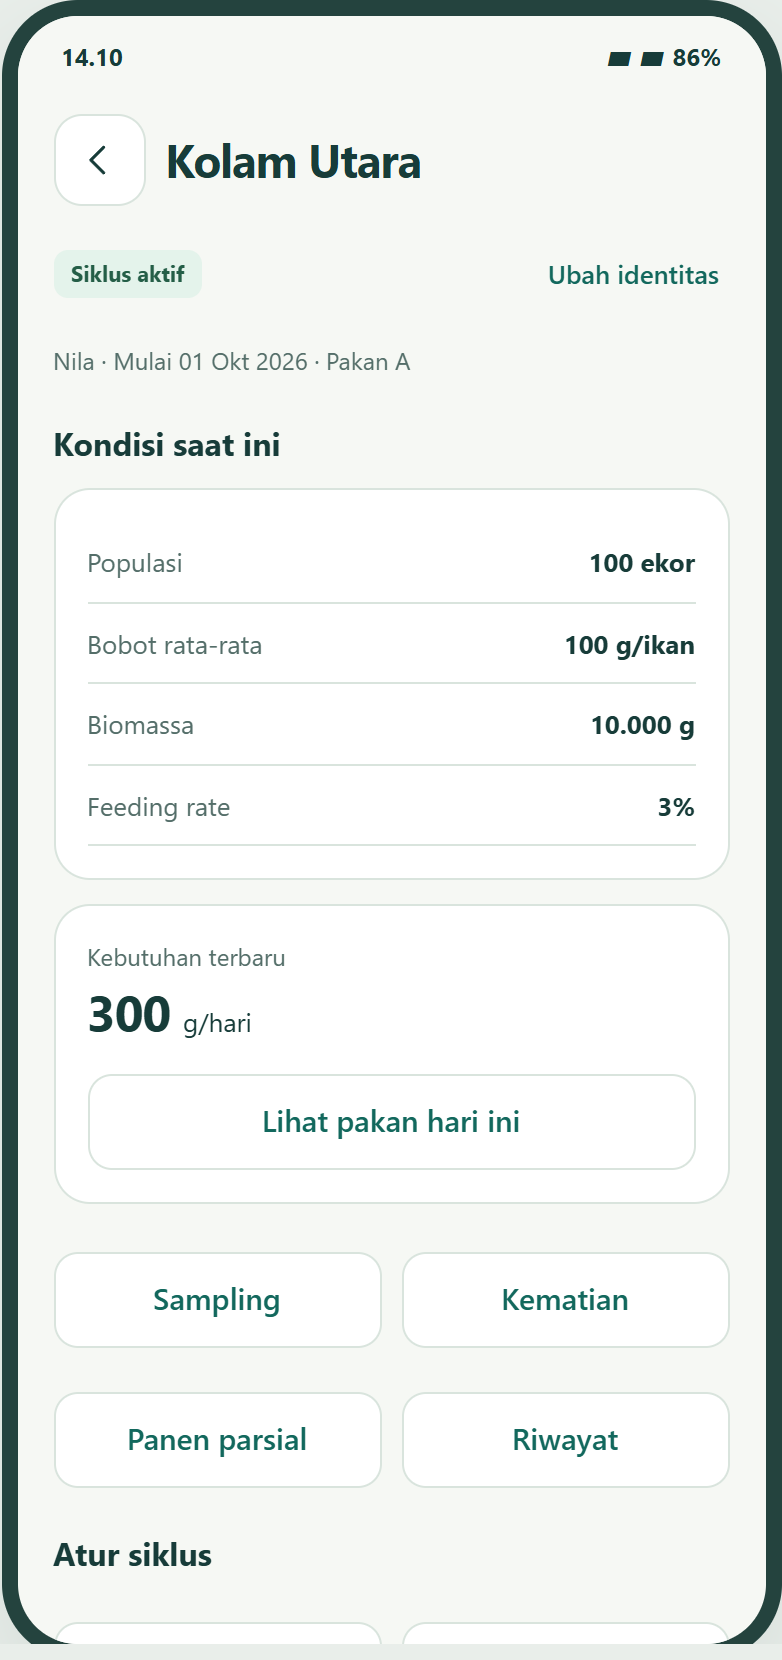 14.10
86%
Kolam Utara
Siklus aktif
Ubah identitas
Nila · Mulai 01 Okt 2026 · Pakan A
Kondisi saat ini
Populasi
100 ekor
Bobot rata-rata
100 g/ikan
Biomassa
10.000 g
Feeding rate
3%
Kebutuhan terbaru
300 g/hari
Lihat pakan hari ini
Sampling
Kematian
Panen parsial
Riwayat
Atur siklus